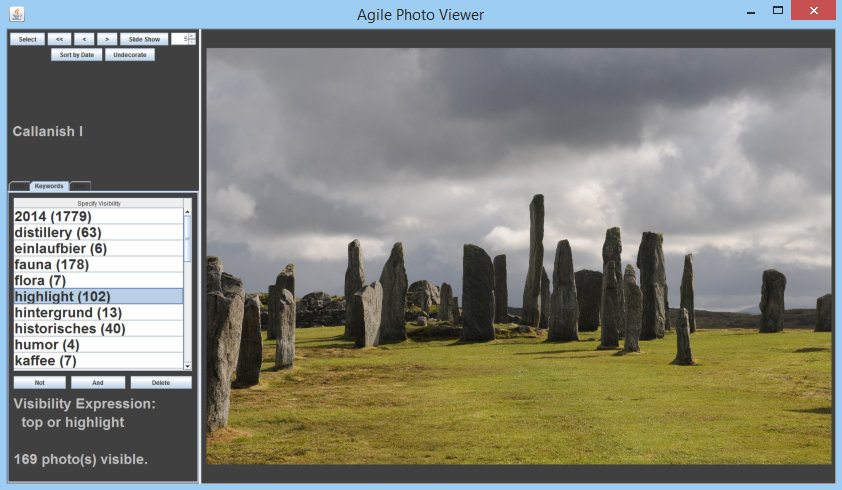 Agile Photo Viewer
Select << < > Slide Show 5
Sort by Date Undecorate
Callanish I
Keywords
Specify Visibility
2014 (1779)
distillery (63)
einlaufbier (6)
fauna (178)
flora (7)
highlight (102)
hintergrund (13)
historisches (40)
humor (4)
kaffee (7)
Not And Delete
Visibility Expression:
top or highlight
169 photo(s) visible.